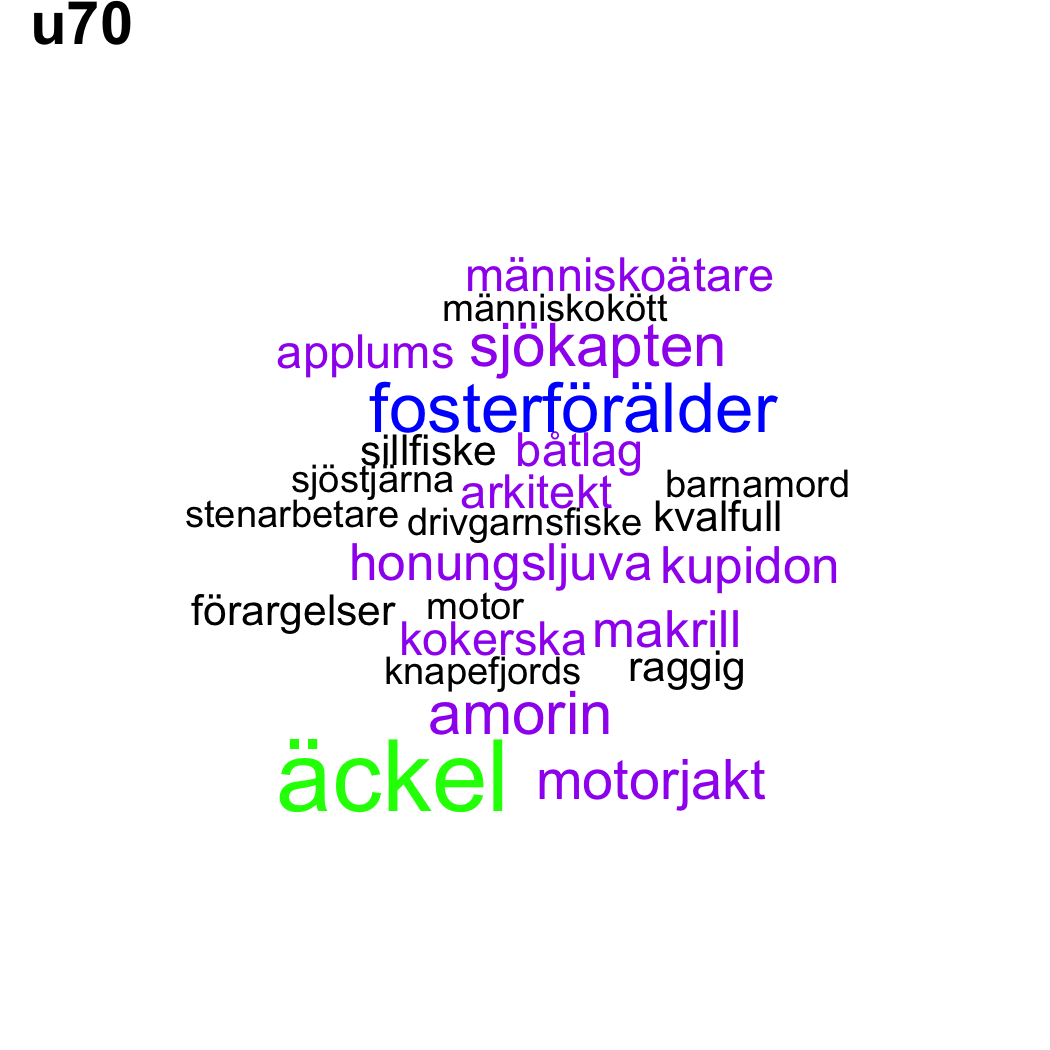 u70
människoätare
människokött
applums sjökapten
fosterförälder
sillfiske båtlag
sjöstjärna arkitekt barnamord
stenarbetare drivgarnsfiske kvalfull
honungsljuva kupidon
förargelser motor
kokerska makrill
knapefjords raggig
amorin
äckel motorjakt